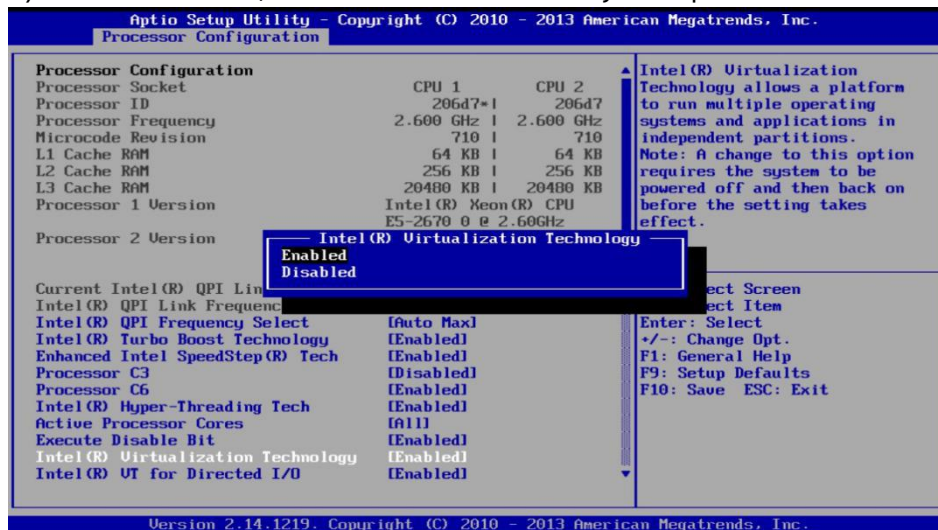 Aptio Setup Utility - Copyright (C) 2010 - 2013 American Megatrends, Inc.
Processor Configuration
Processor Configuration
Processor Socket CPU 1 CPU 2
Processor ID 206d7*| 206d7
Processor Frequency 2.600 GHz | 2.600 GHz
Microcode Revision 710 | 710
L1 Cache RAM 64 KB | 64 KB
L2 Cache RAM 256 KB | 256 KB
L3 Cache RAM 20480 KB | 20480 KB
Processor 1 Version Intel(R) Xeon(R) CPU
E5-2670 0 @ 2.60GHz
Processor 2 Version
Intel(R) Virtualization Technology
Enabled
Disabled
Current Intel(R) QPI Lin
Intel(R) QPI Link Frequenc
Intel(R) QPI Frequency Select [Auto Max]
Intel(R) Turbo Boost Technology [Enabled]
Enhanced Intel SpeedStep(R) Tech [Enabled]
Processor C3 [Disabled]
Processor C6 [Enabled]
Intel(R) Hyper-Threading Tech [Enabled]
Active Processor Cores [All]
Execute Disable Bit [Enabled]
Intel(R) Virtualization Technology [Enabled]
Intel(R) VT for Directed I/O [Enabled]
Intel(R) Virtualization
Technology allows a platform
to run multiple operating
systems and applications in
independent partitions.
Note: A change to this option
requires the system to be
powered off and then back on
before the setting takes
effect.
ect Screen
ect Item
Enter: Select
+/-: Change Opt.
F1: General Help
F9: Setup Defaults
F10: Save ESC: Exit
Version 2.14.1219. Copyright (C) 2010 - 2013 American Megatrends, Inc.